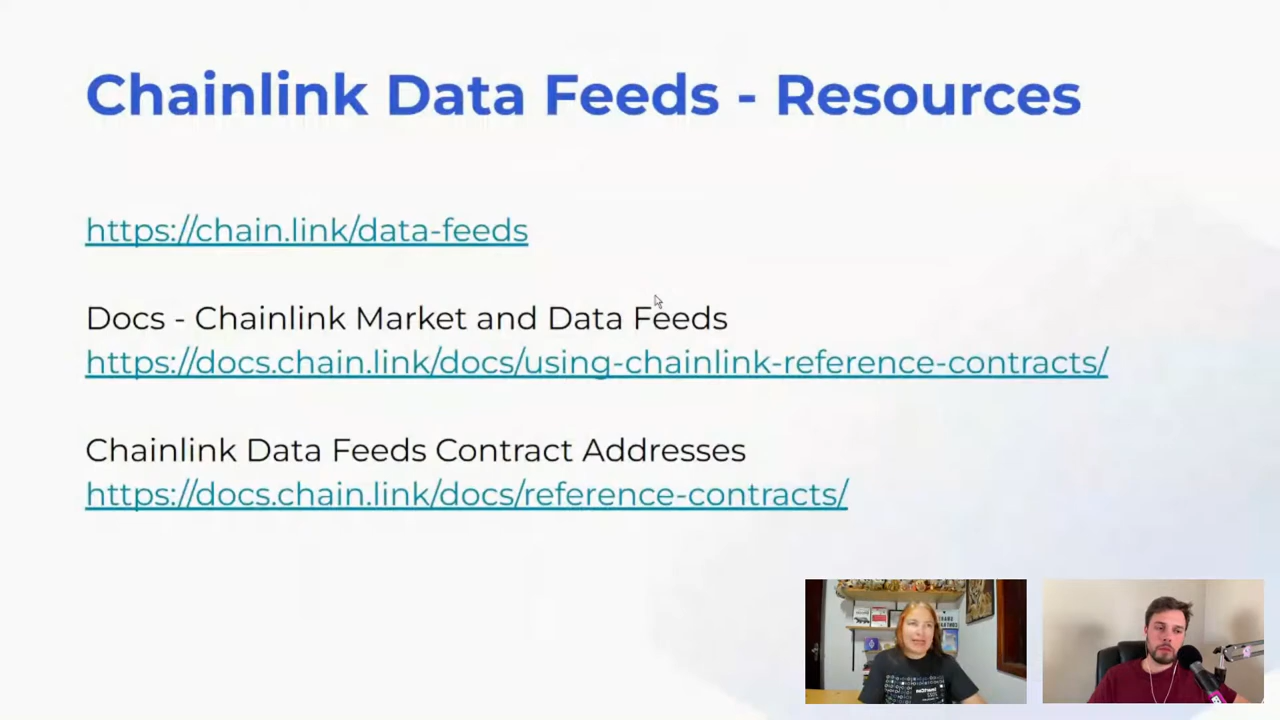 Chainlink Data Feeds - Resources
https://chain.link/data-feeds
Docs - Chainlink Market and Data Feeds
https://docs.chain.link/docs/using-chainlink-reference-contracts/
Chainlink Data Feeds Contract Addresses
https://docs.chain.link/docs/reference-contracts/